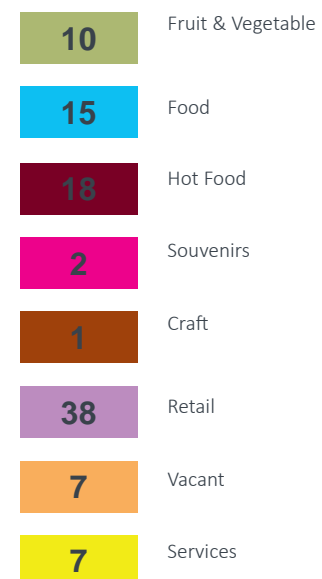 10 Fruit & Vegetable
15 Food
18 Hot Food
2 Souvenirs
1 Craft
38 Retail
7 Vacant
7 Services